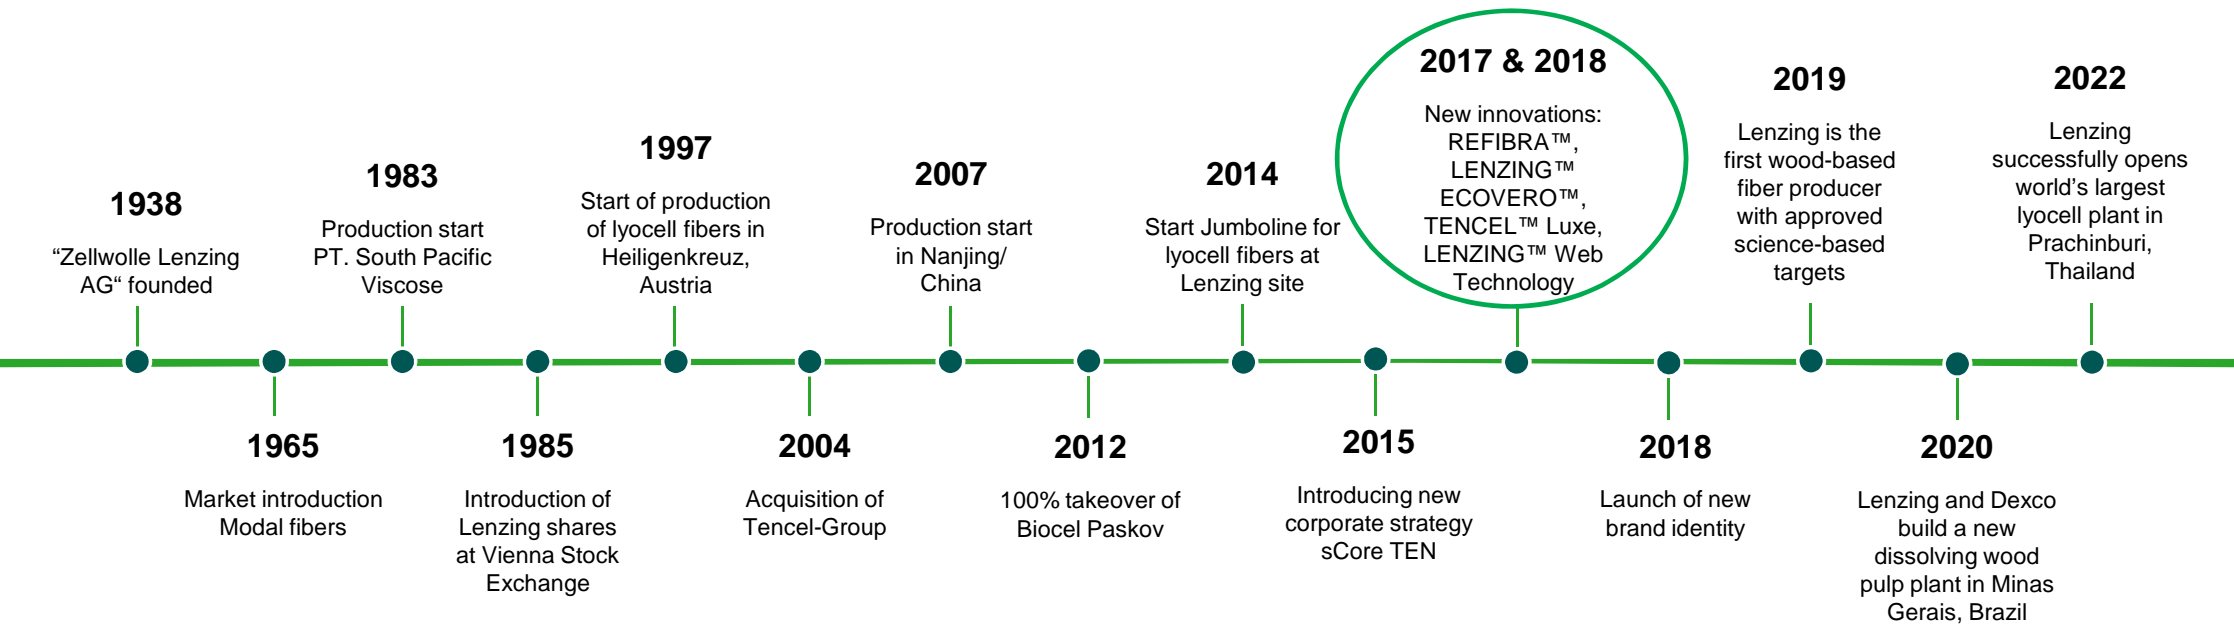 1938
“Zellwolle Lenzing
AG“ founded
1965
Market introduction
Modal fibers
1983
Production start
PT. South Pacific
Viscose
1985
Introduction of
Lenzing shares
at Vienna Stock
Exchange
1997
Start of production
of lyocell fibers in
Heiligenkreuz,
Austria
2004
Acquisition of
Tencel-Group
2007
Production start
in Nanjing/
China
2012
100% takeover of
Biocel Paskov
2014
Start Jumboline for
lyocell fibers at
Lenzing site
2015
Introducing new
corporate strategy
sCore TEN
2017 & 2018
New innovations:
REFIBRA™,
LENZING™
ECOVERO™,
TENCEL™ Luxe,
LENZING™ Web
Technology
2018
Launch of new
brand identity
2019
Lenzing is the
first wood-based
fiber producer
with approved
science-based
targets
2020
Lenzing and Dexco
build a new
dissolving wood
pulp plant in Minas
Gerais, Brazil
2022
Lenzing
successfully opens
world’s largest
lyocell plant in
Prachinburi,
Thailand